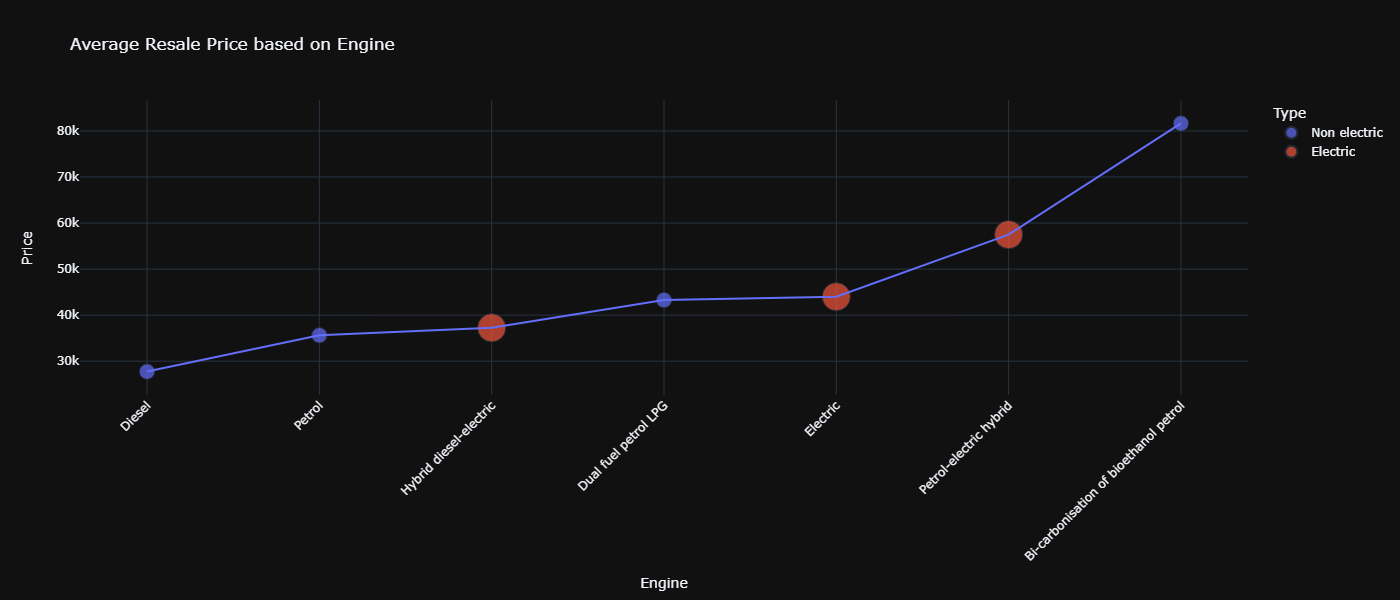 Average Resale Price based on Engine
Type
Non electric
Electric
80k
70k
60k
50k
40k
30k
Price
Diesel
Petrol
Hybrid diesel-electric
Dual fuel petrol LPG
Electric
Petrol-electric hybrid
Bi-carbonisation of bioethanol petrol
Engine